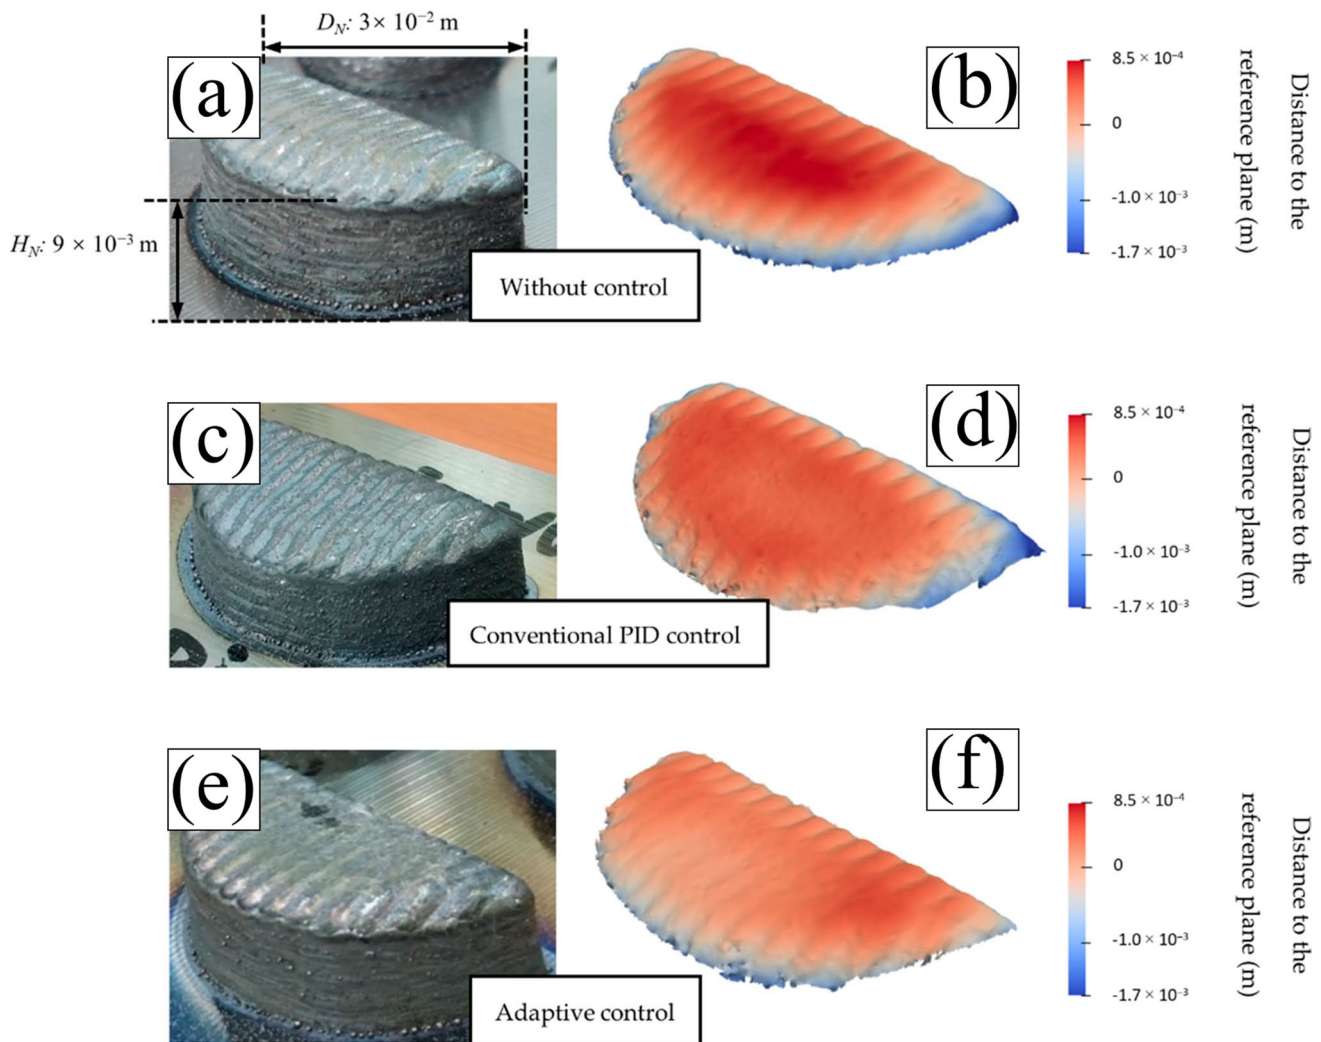 D_N: 3× 10⁻² m
(a)
H_N: 9 × 10⁻³ m
Without control
(b)
8.5 × 10⁻⁴
0
-1.0 × 10⁻³
-1.7 × 10⁻³
Distance to the
reference plane (m)
(c)
Conventional PID control
(d)
8.5 × 10⁻⁴
0
-1.0 × 10⁻³
-1.7 × 10⁻³
Distance to the
reference plane (m)
(e)
Adaptive control
(f)
8.5 × 10⁻⁴
0
-1.0 × 10⁻³
-1.7 × 10⁻³
Distance to the
reference plane (m)